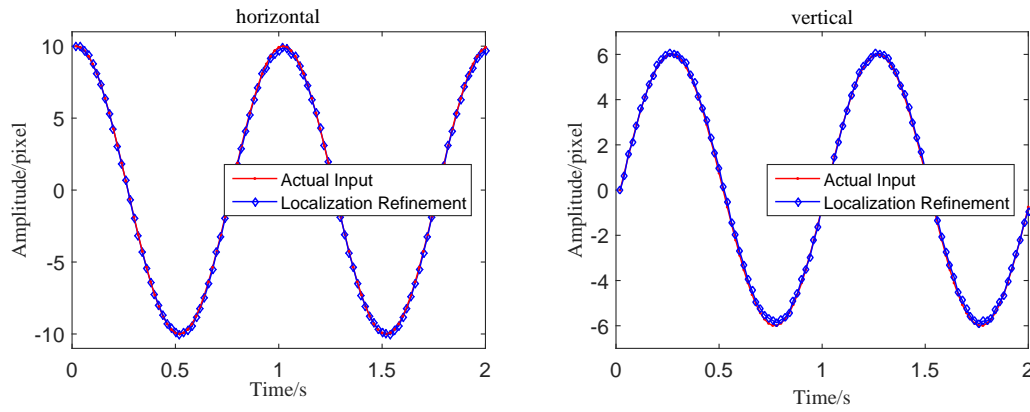 horizontal
10
5
0
-5
-10
Amplitude/pixel
Actual Input
Localization Refinement
0
0.5
1
1.5
2
Time/s
vertical
6
4
2
0
-2
-4
-6
Amplitude/pixel
Actual Input
Localization Refinement
0
0.5
1
1.5
2
Time/s